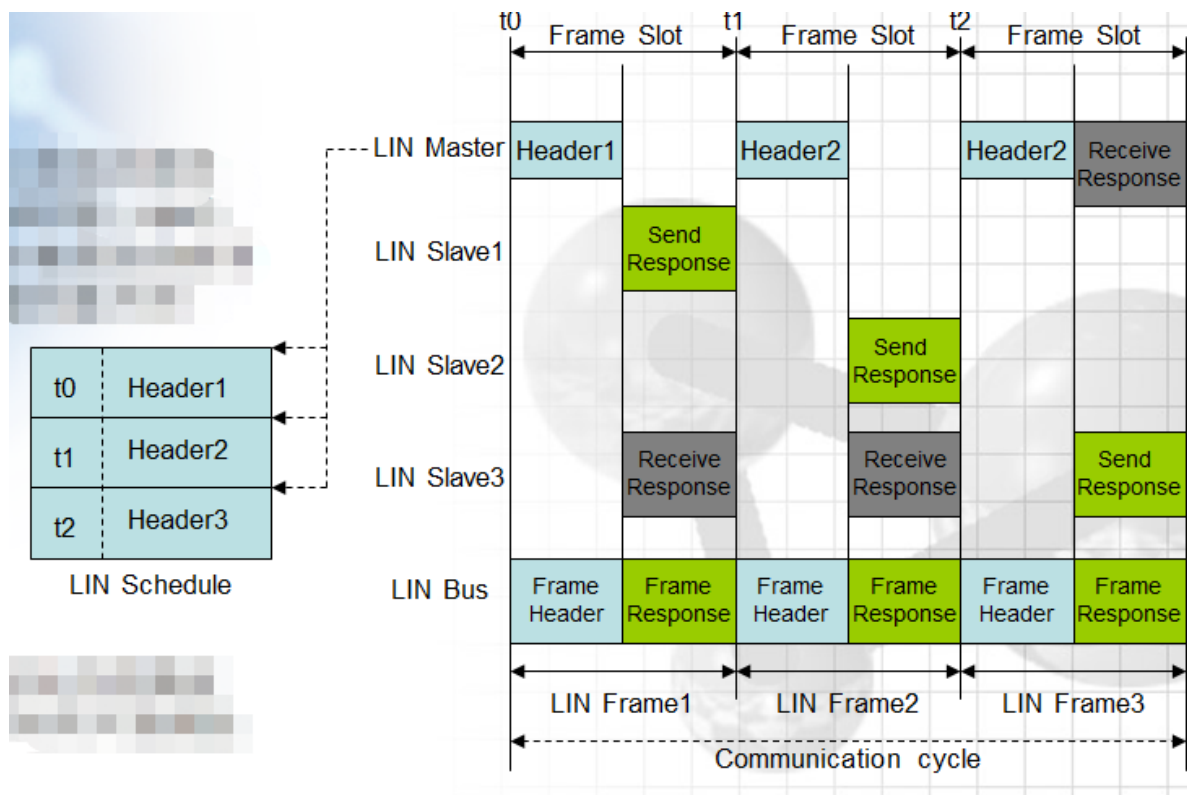 t0 t1 t2
Frame Slot Frame Slot Frame Slot
LIN Master Header1 Header2 Header2 Receive
Response
LIN Slave1 Send
Response
LIN Slave2 Send
Response
t0 Header1
t1 Header2
t2 Header3
LIN Schedule
LIN Slave3 Receive Receive Send
Response Response Response
LIN Bus Frame Frame Frame Frame Frame Frame
Header Response Header Response Header Response
LIN Frame1 LIN Frame2 LIN Frame3
Communication cycle